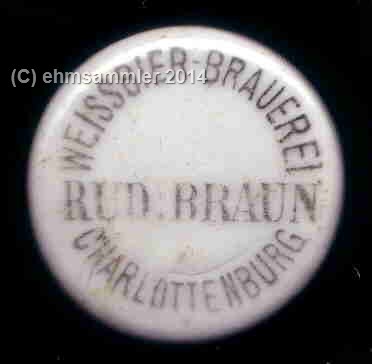 (C) ehmsammler 2014
WEISSBIER-BRAUEREI
RUD. BRAUN
CHARLOTTENBURG